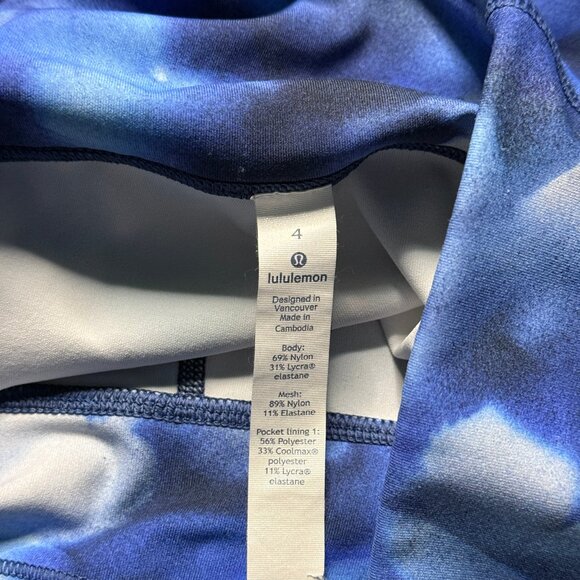 4
lululemon
Designed in
Vancouver
Made in
Cambodia
Body:
69% Nylon
31% Lycra®
elastane
Mesh:
89% Nylon
11% Elastane
Pocket lining 1:
56% Polyester
33% Coolmax®
polyester
11% Lycra®
elastane